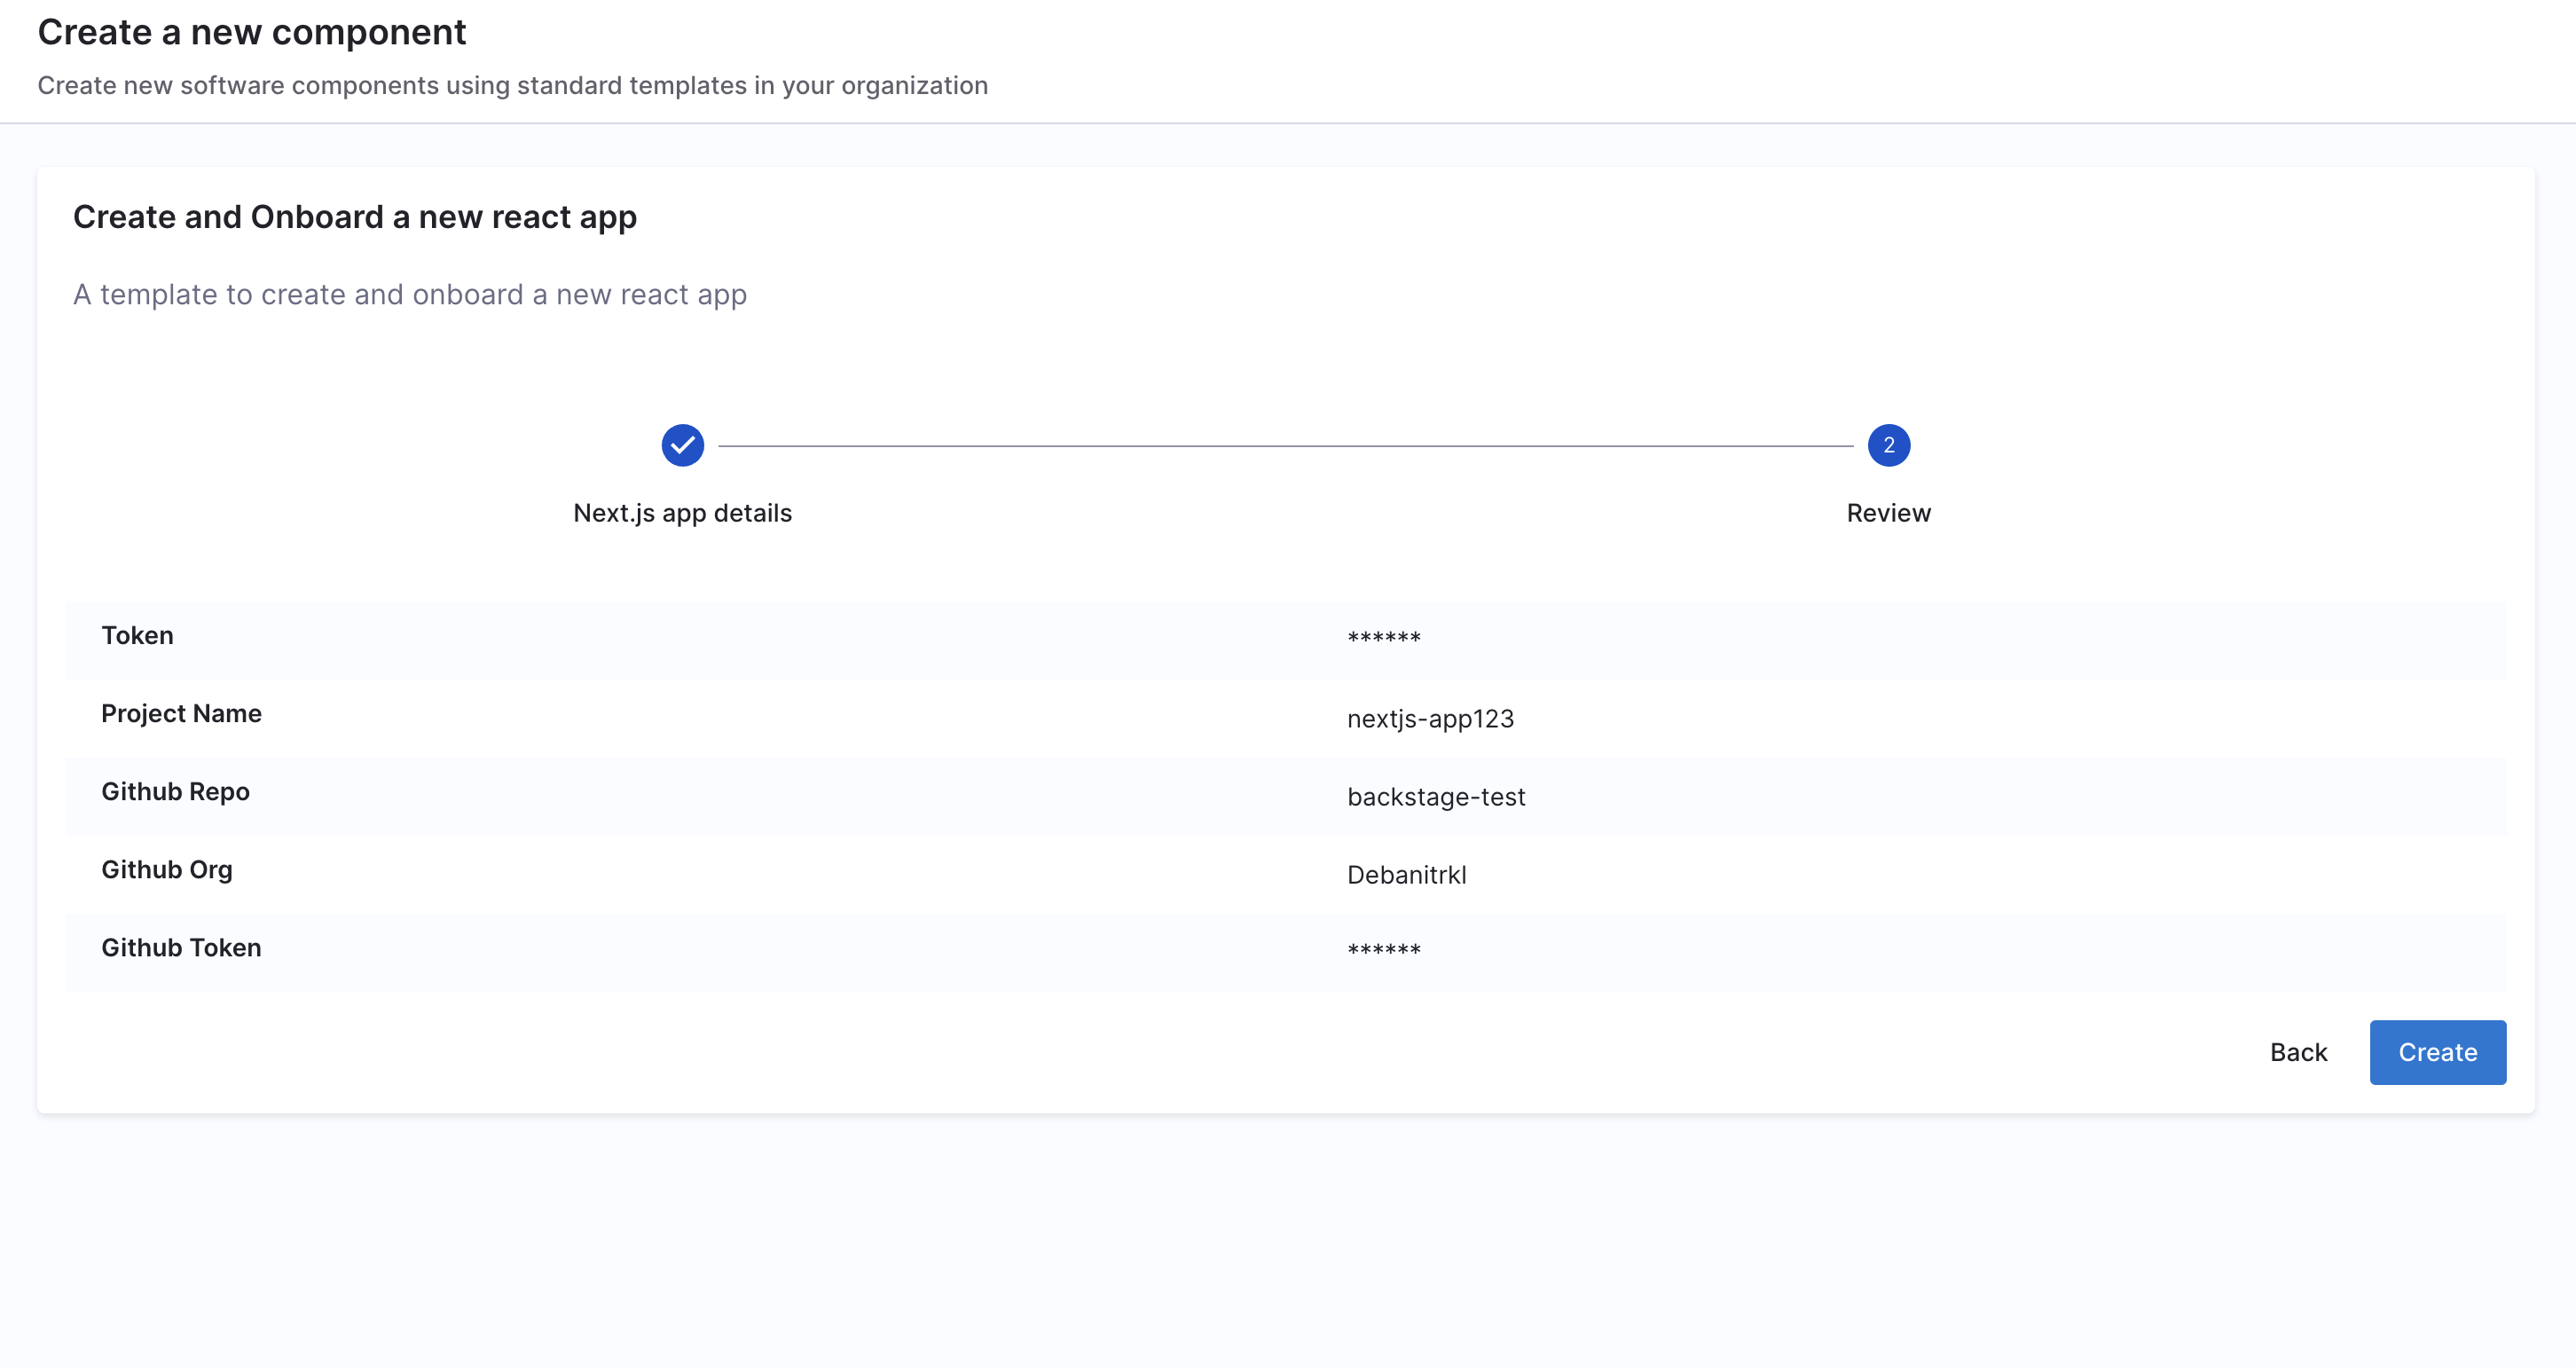 Create a new component
Create new software components using standard templates in your organization
Create and Onboard a new react app
A template to create and onboard a new react app
2
Next.js app details
Review
Token ******
Project Name nextjs-app123
Github Repo backstage-test
Github Org Debanitrkl
Github Token ******
Back Create